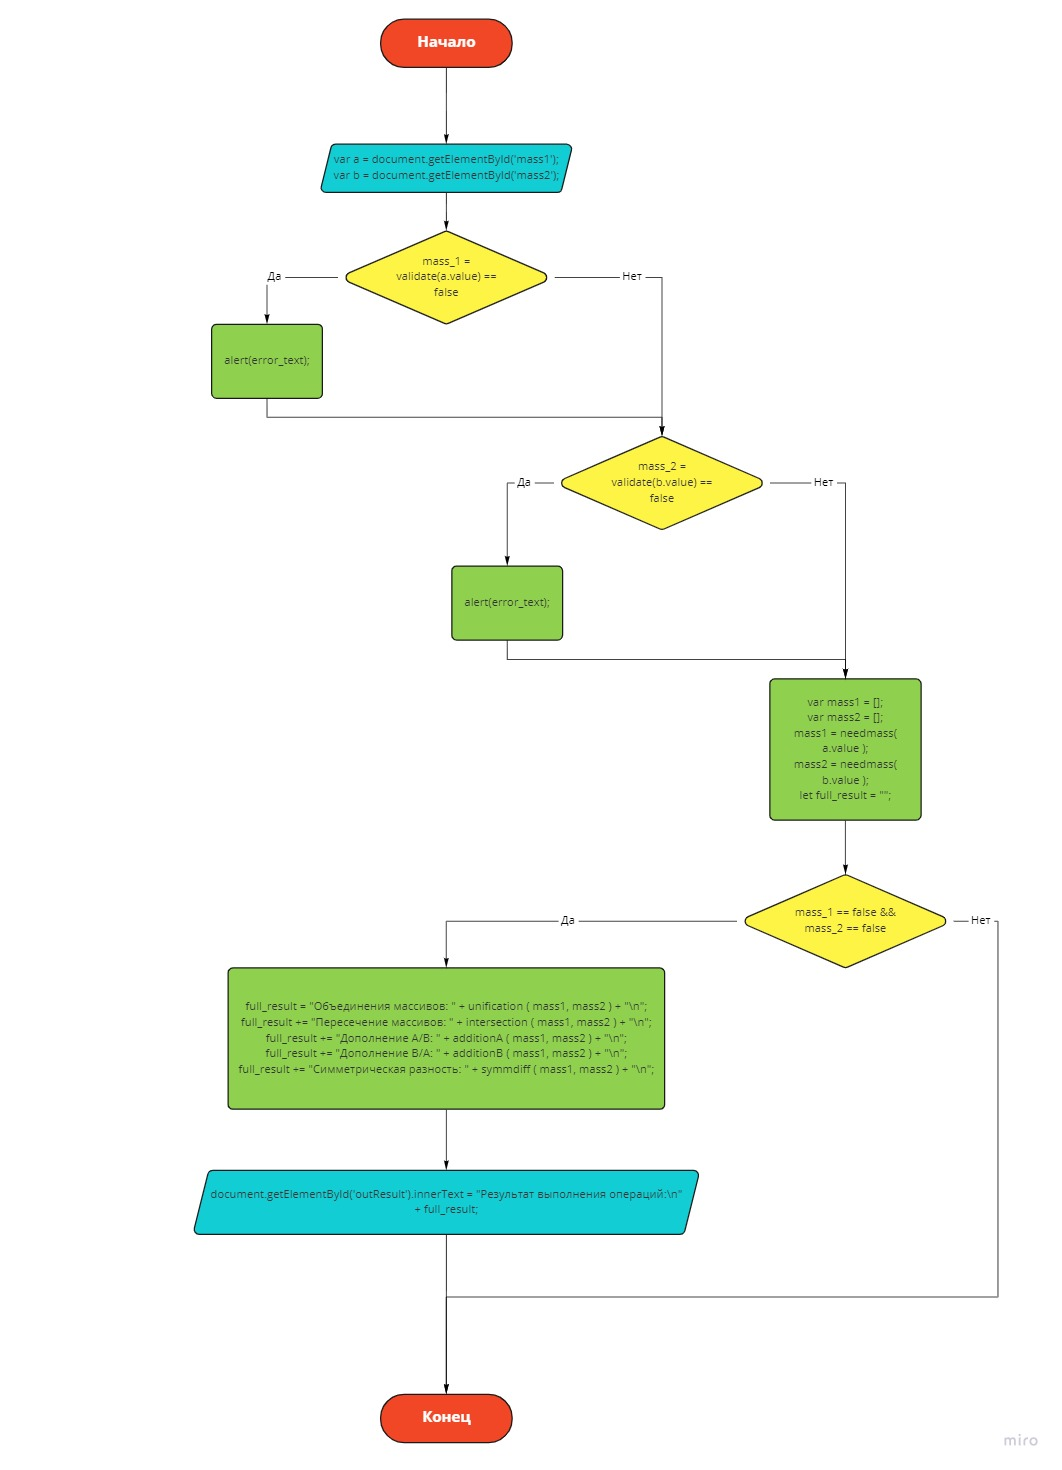 Начало
var a = document.getElementById('mass1');
var b = document.getElementById('mass2');
mass_1 =
validate(a.value) ==
false
Да
Нет
alert(error_text);
mass_2 =
validate(b.value) ==
false
Да
Нет
alert(error_text);
var mass1 = [];
var mass2 = [];
mass1 = needmass(
a.value );
mass2 = needmass(
b.value );
let full_result = "";
mass_1 == false &&
mass_2 == false
Да
Нет
full_result = "Объединения массивов: " + unification ( mass1, mass2 ) + "\n";
full_result += "Пересечение массивов: " + intersection ( mass1, mass2 ) + "\n";
full_result += "Дополнение A/B: " + additionA ( mass1, mass2 ) + "\n";
full_result += "Дополнение B/A: " + additionB ( mass1, mass2 ) + "\n";
full_result += "Симметрическая разность: " + symmdiff ( mass1, mass2 ) + "\n";
document.getElementById('outResult').innerText = "Результат выполнения операций:\n"
+ full_result;
Конец
miro